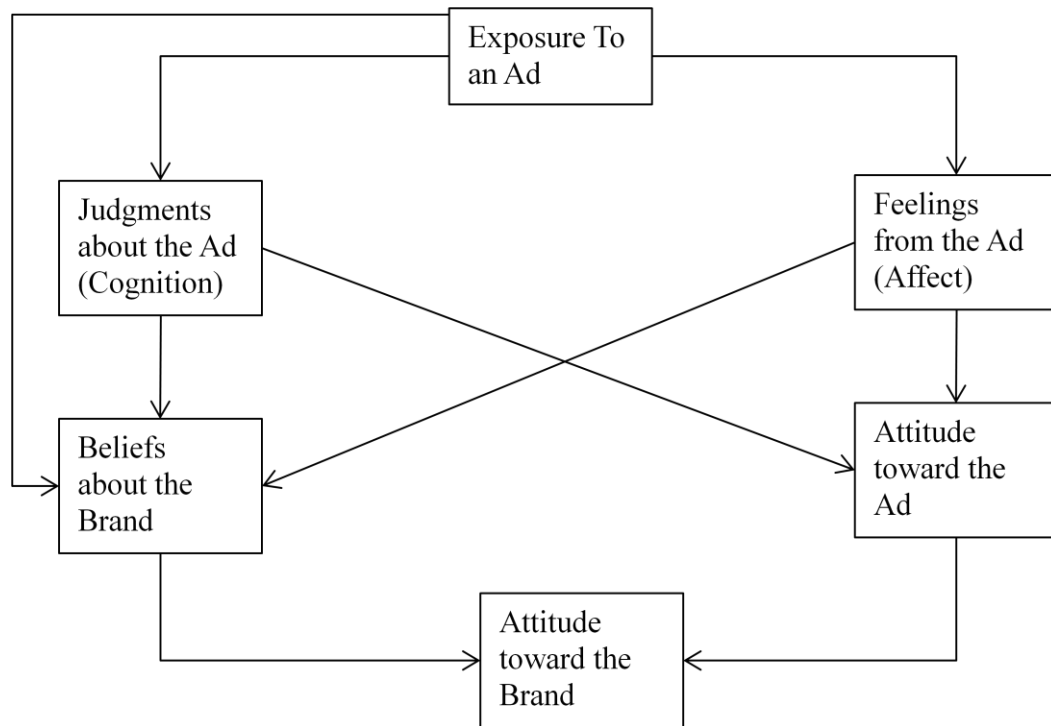 Exposure To
an Ad
Judgments
about the Ad
(Cognition)
Feelings
from the Ad
(Affect)
Beliefs
about the
Brand
Attitude
toward the
Ad
Attitude
toward the
Brand